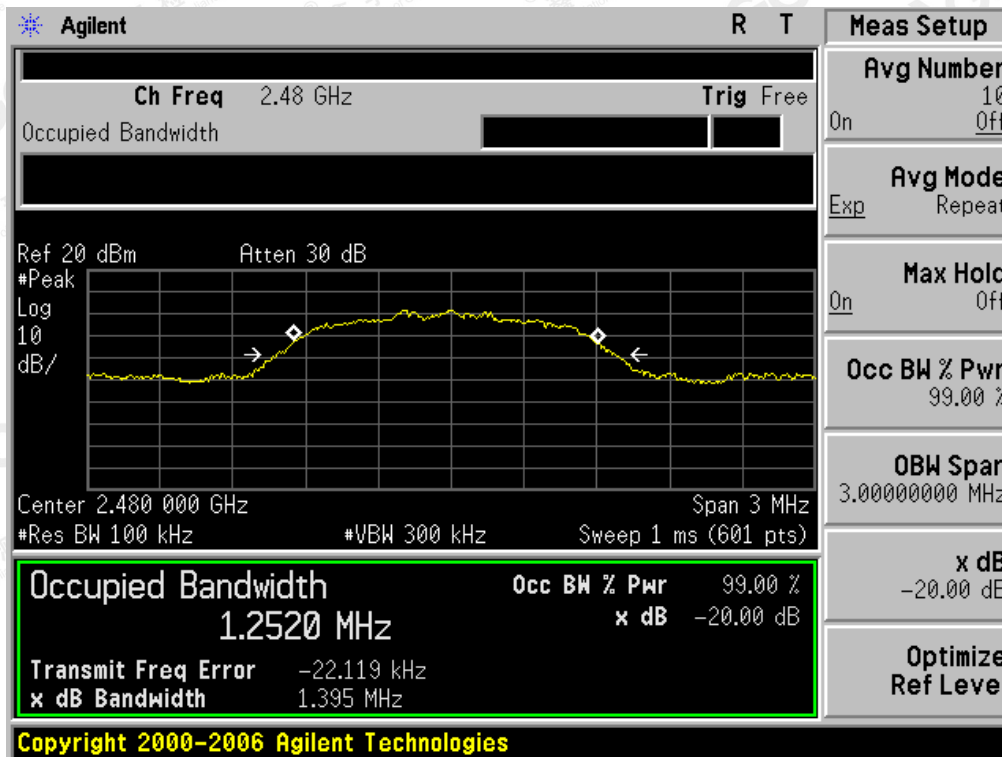 Agilent R T
Ch Freq 2.48 GHz Trig Free
Occupied Bandwidth
Ref 20 dBm Atten 30 dB
#Peak
Log
10
dB/
Center 2.480 000 GHz Span 3 MHz
#Res BW 100 kHz #VBW 300 kHz Sweep 1 ms (601 pts)
Occupied Bandwidth
1.2520 MHz
Occ BW % Pwr 99.00 %
x dB -20.00 dB
Transmit Freq Error -22.119 kHz
x dB Bandwidth 1.395 MHz
Copyright 2000-2006 Agilent Technologies
Meas Setup
Avg Number
10
On Off
Avg Mode
Exp Repeat
Max Hold
On Off
Occ BW % Pwr
99.00 %
OBW Span
3.00000000 MHz
x dB
-20.00 dB
Optimize
Ref Level